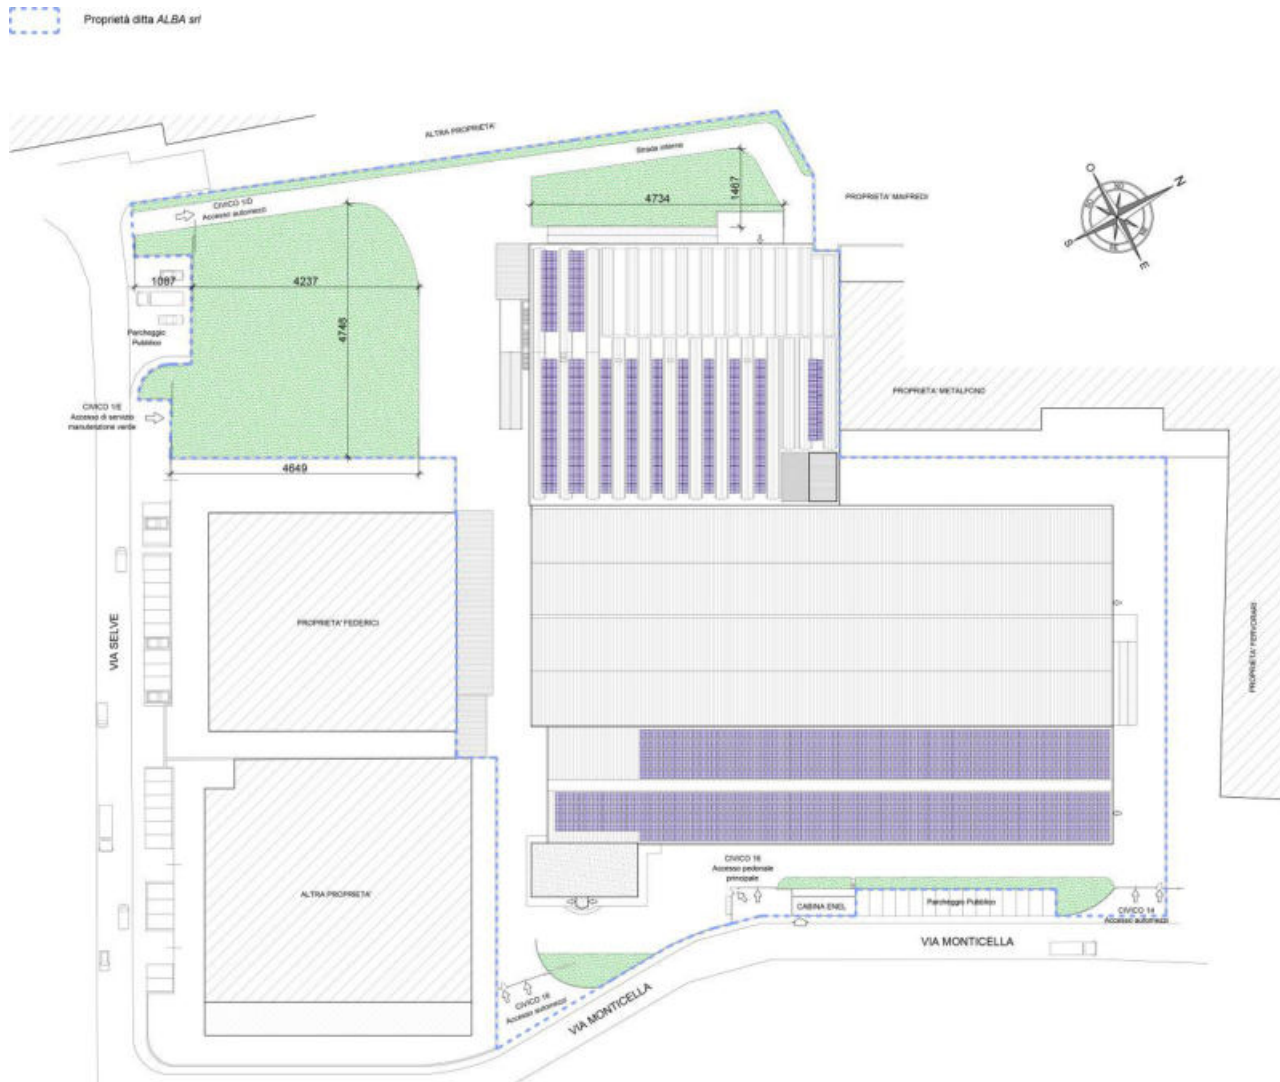 Proprietà ditta ALBA srl
ALTRA PROPRIETA'
Strada interna
CIVICO 1/D
Accesso automezzi
4734
1467
PROPRIETA' MAIFREDI
O
N
S
E
1087
4237
4746
Parcheggio
Pubblico
PROPRIETA' METALFOND
CIVICO 1/E
Accesso di servizio
manutenzione verde
4649
VIA SELVE
PROPRIETA' FEDERICI
PROPRIETA' FERVORARI
ALTRA PROPRIETA'
CIVICO 16
Accesso pedonale
principale
CABINA ENEL
Parcheggio Pubblico
CIVICO 14
Accesso automezzi
VIA MONTICELLA
CIVICO 18
Accesso automezzi
VIA MONTICELLA